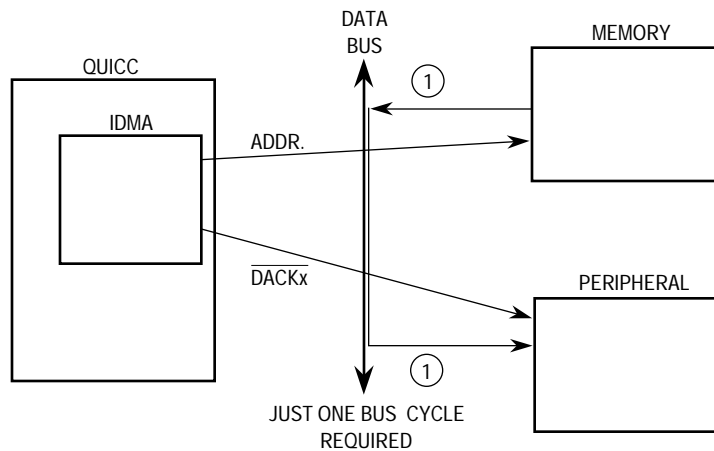 DATA
BUS
MEMORY
QUICC
1
IDMA
ADDR.
DACKx
PERIPHERAL
1
JUST ONE BUS CYCLE
REQUIRED